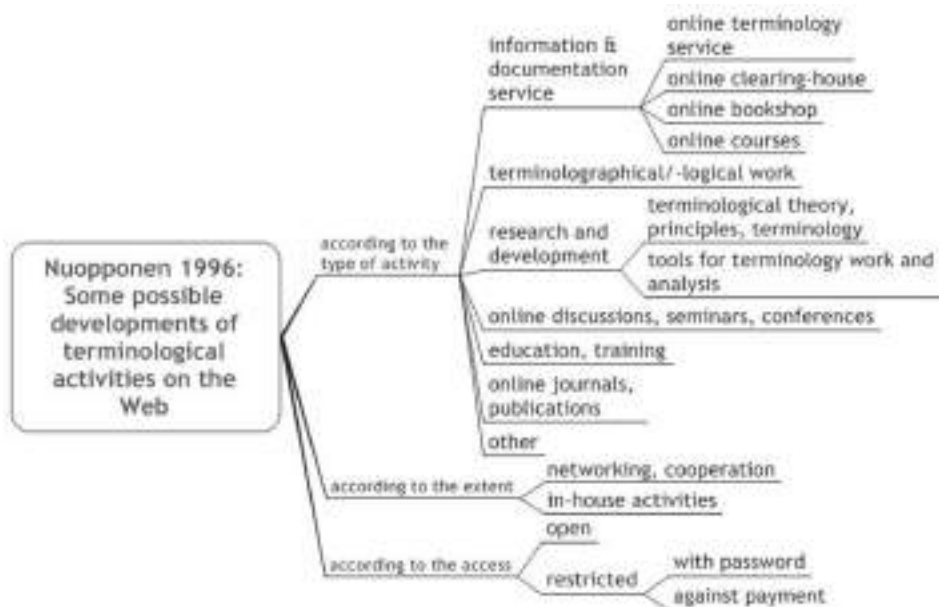 Nuopponen 1996:
Some possible
developments of
terminological
activities on the
Web
according to the
type of activity
information &
documentation
service
online terminology
service
online clearing-house
online bookshop
online courses
terminolographical/-logical work
research and
development
terminological theory,
principles, terminology
tools for terminology work and
analysis
online discussions, seminars, conferences
education, training
online journals,
publications
other
according to the extent
networking, cooperation
in-house activities
according to the access
open
restricted
with password
against payment